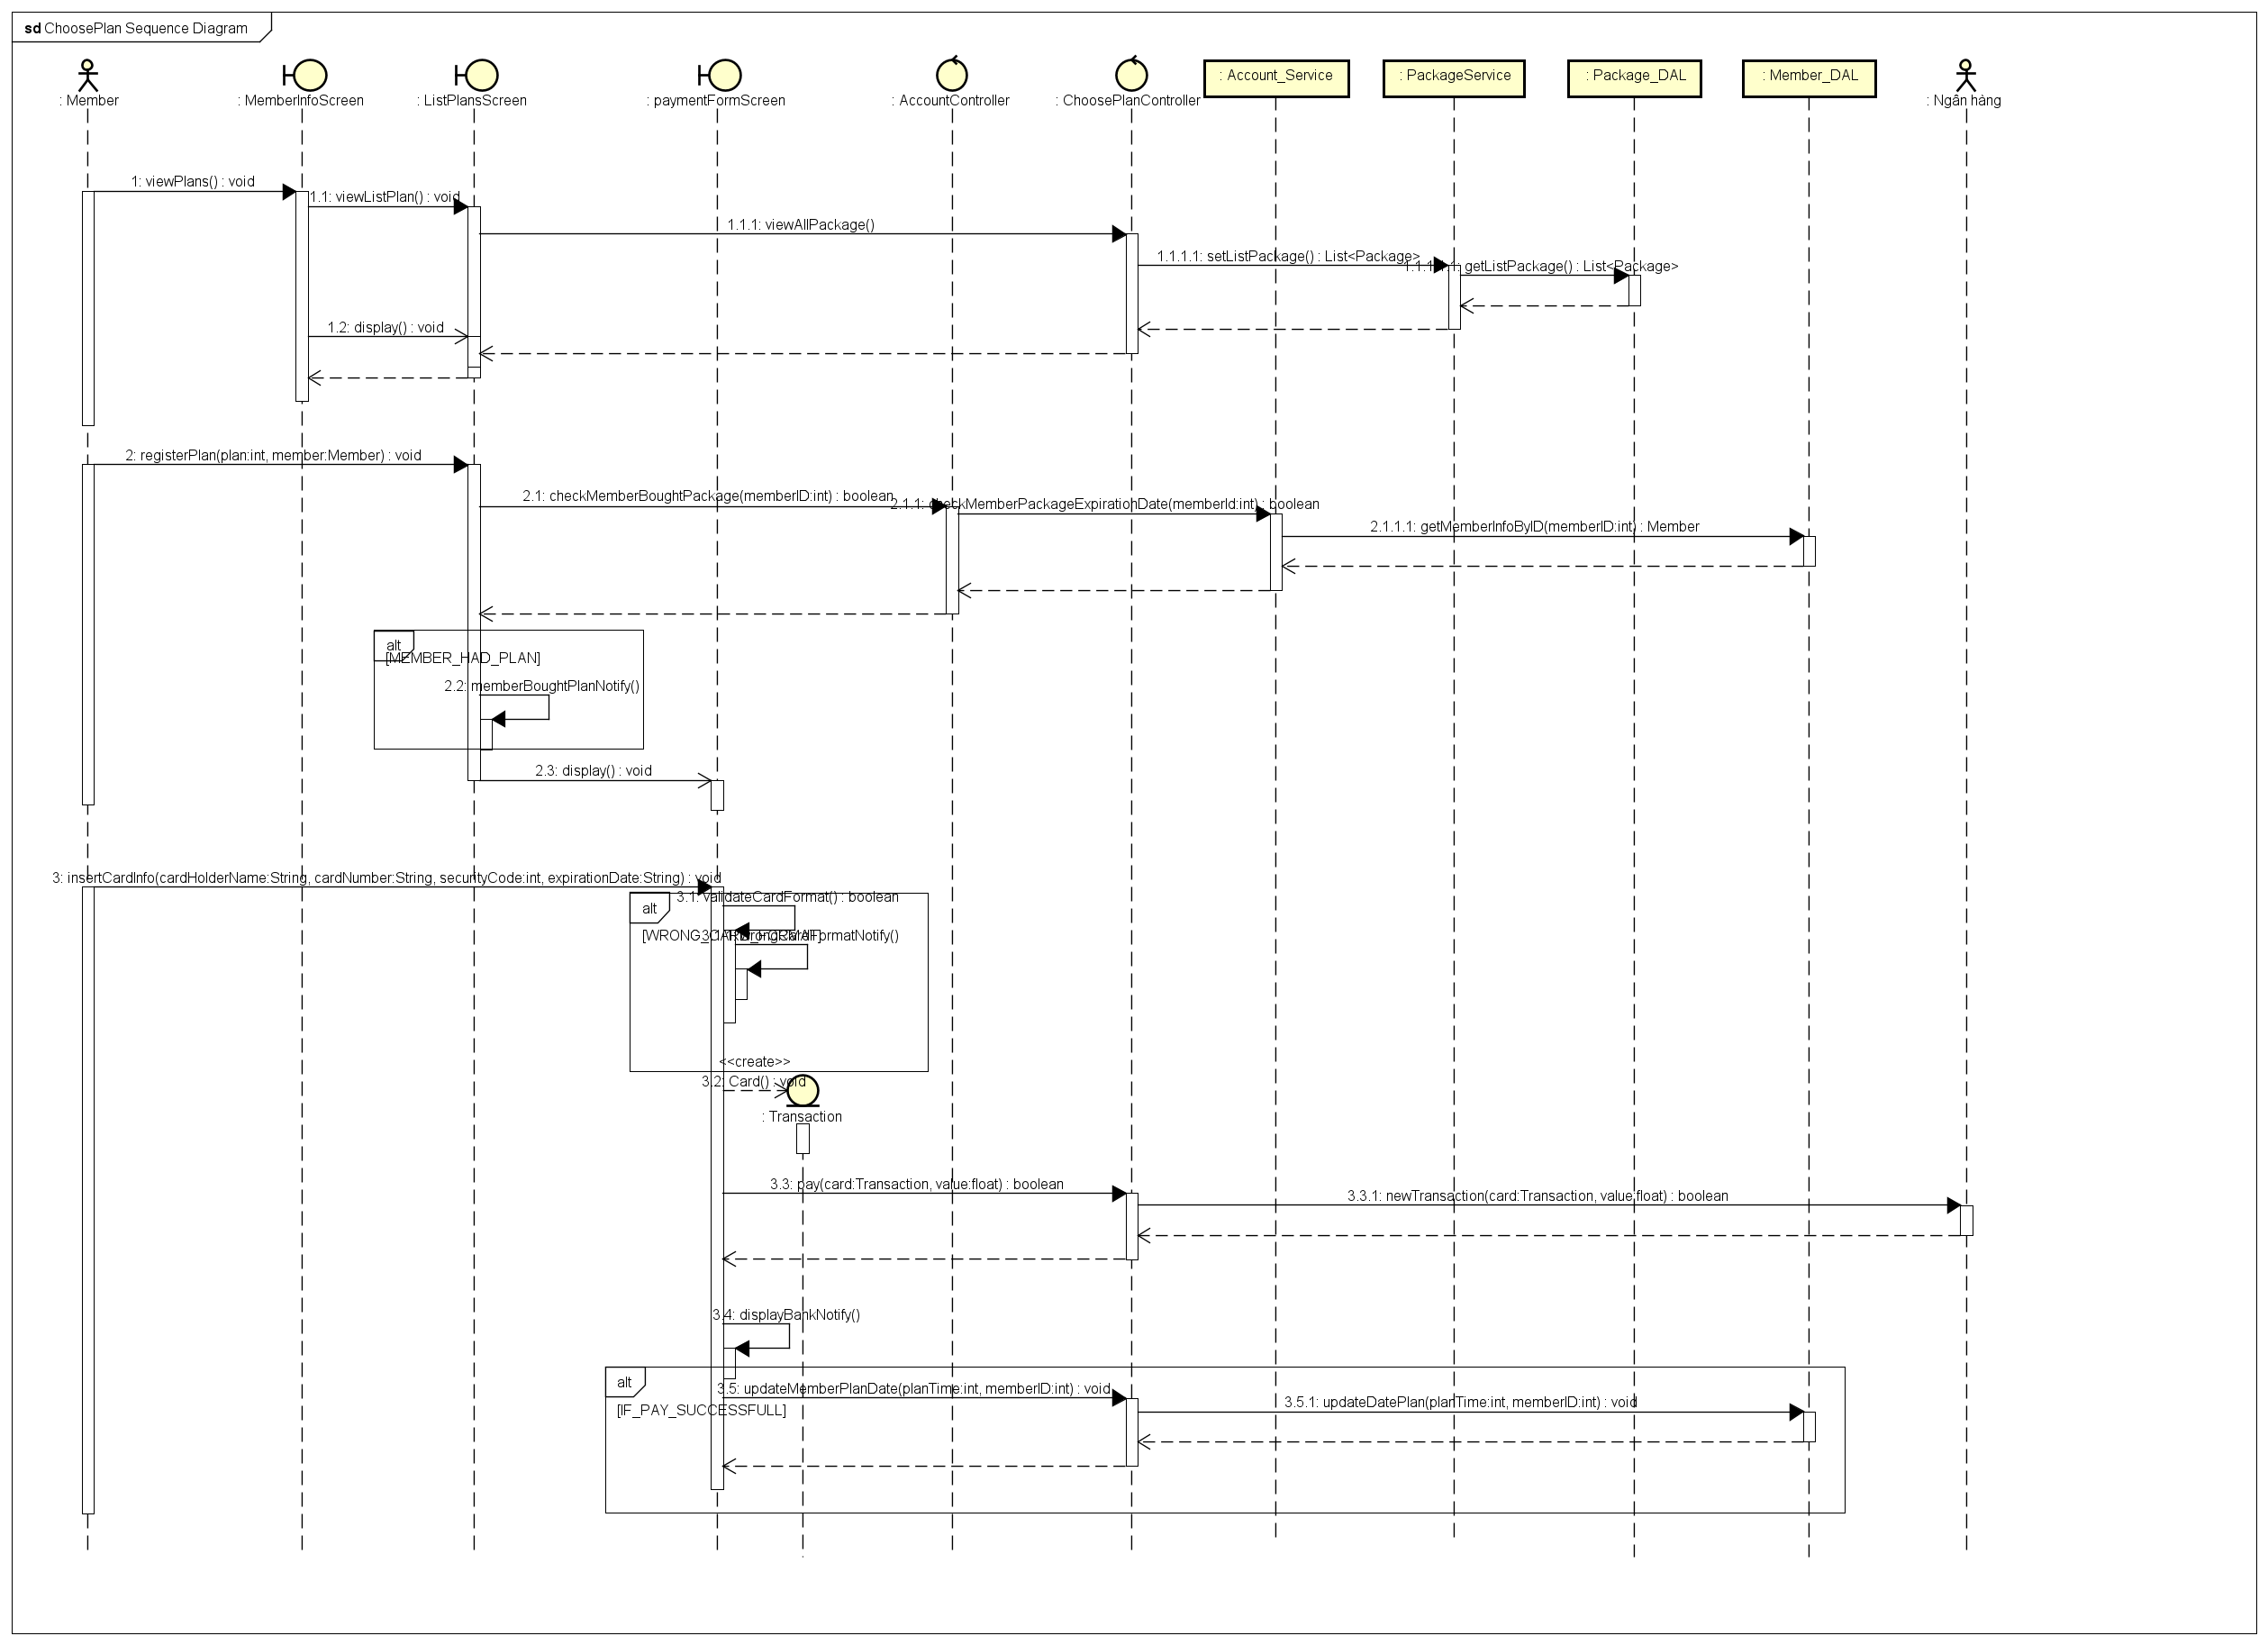 sd ChoosePlan Sequence Diagram
: Member
: MemberInfoScreen
: ListPlansScreen
: paymentFormScreen
: AccountController
: ChoosePlanController
: Account_Service
: PackageService
: Package_DAL
: Member_DAL
: Ngân hàng
1: viewPlans() : void
1.1: viewListPlan() : void
1.1.1: viewAllPackage()
1.1.1.1: setListPackage() : List<Package>
1.1.1.1.1: getListPackage() : List<Package>
1.2: display() : void
2: registerPlan(plan:int, member:Member) : void
2.1: checkMemberBoughtPackage(memberID:int) : boolean
2.1.1: checkMemberPackageExpirationDate(memberId:int) : boolean
2.1.1.1: getMemberInfoByID(memberID:int) : Member
alt
[MEMBER_HAD_PLAN]
2.2: memberBoughtPlanNotify()
2.3: display() : void
3: insertCardInfo(cardHolderName:String, cardNumber:String, securityCode:int, expirationDate:String) : void
alt
3.1: validateCardFormat() : boolean
[WRONG_CARD_FORMAT]
3.1.1: wrongCardFormatNotify()
<<create>>
3.2: Card() : void
: Transaction
3.3: pay(card:Transaction, value:float) : boolean
3.3.1: newTransaction(card:Transaction, value:float) : boolean
3.4: displayBankNotify()
alt
3.5: updateMemberPlanDate(planTime:int, memberID:int) : void
[IF_PAY_SUCCESSFULL]
3.5.1: updateDatePlan(planTime:int, memberID:int) : void